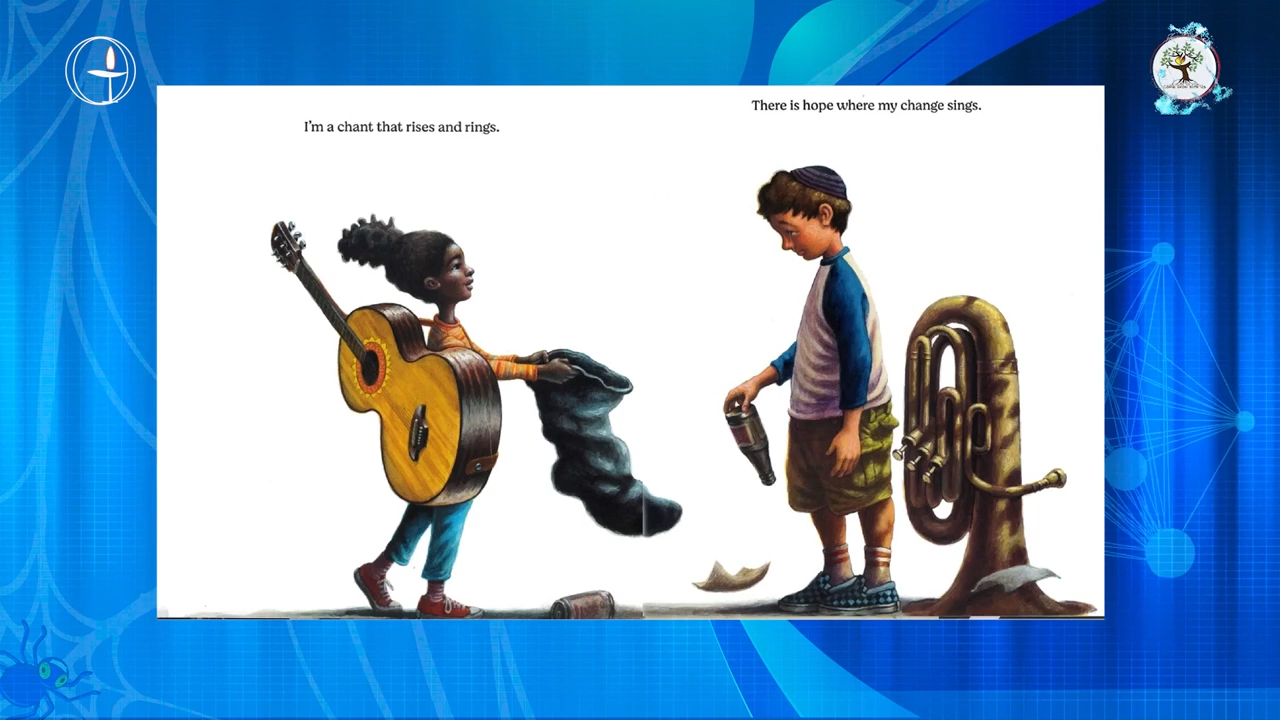 I'm a chant that rises and rings.
There is hope where my change sings.